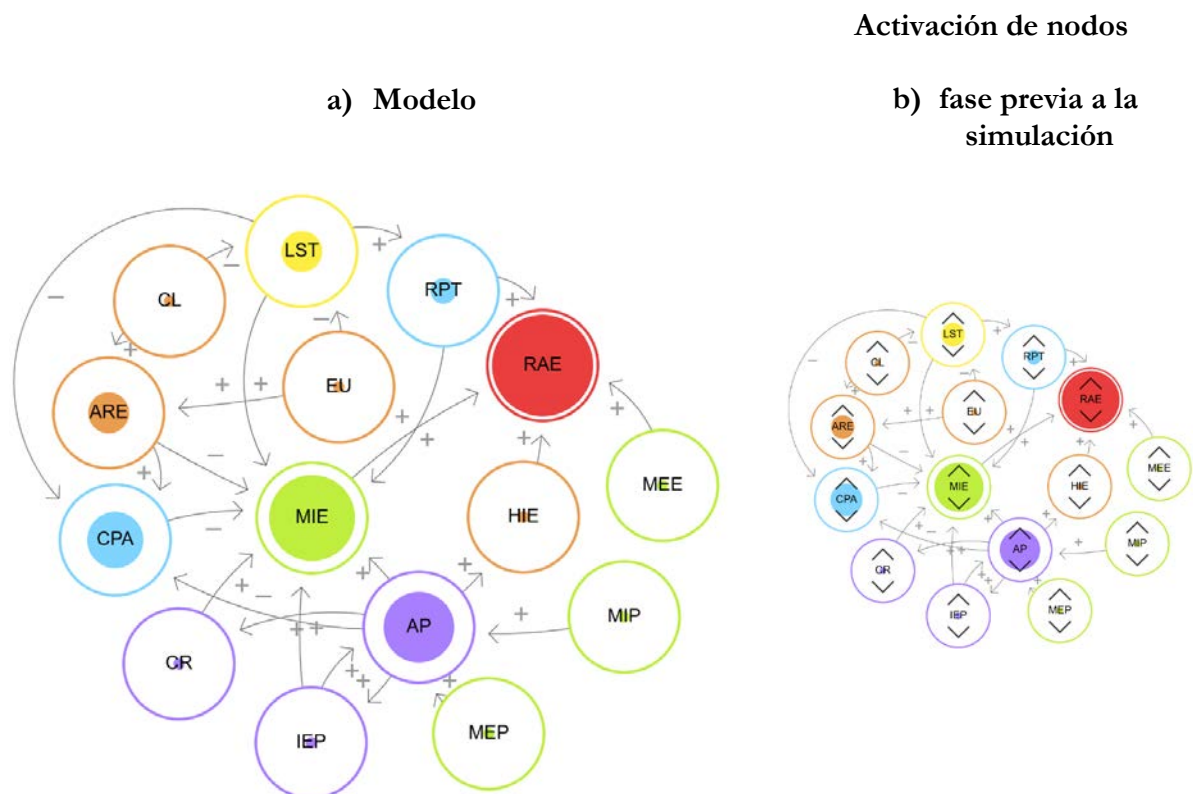 Activación de nodos
a) Modelo
b) fase previa a la
simulación
LST
+
−
RPT
+
CL
−
+
−
RAE
EU
+
+
ARE
+
+
+
−
+
+
MEE
MIE
HIE
CPA
−
+
+
+
−
AP
+
MIP
+
+
CR
+
+
+
MEP
IEP
LST
+
−
RPT
+
CL
−
+
RAE
EU
+
+
ARE
+
+
+
+
−
+
MEE
MIE
HIE
CPA
−
+
+
MIP
+
−
AP
+
+
+
CR
+
+
+
MEP
IEP